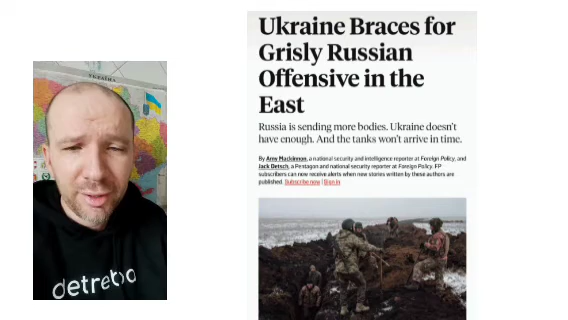 УКРАЇНА
Ukraine Braces for
Grisly Russian
Offensive in the
East
Russia is sending more bodies. Ukraine doesn't
have enough. And the tanks won't arrive in time.
By Amy Mackinnon, a national security and intelligence reporter at Foreign Policy, and
Jack Detsch, a Pentagon and national security reporter at Foreign Policy. FP
subscribers can now receive alerts when new stories written by these authors are
published. Subscribe now | Sign in